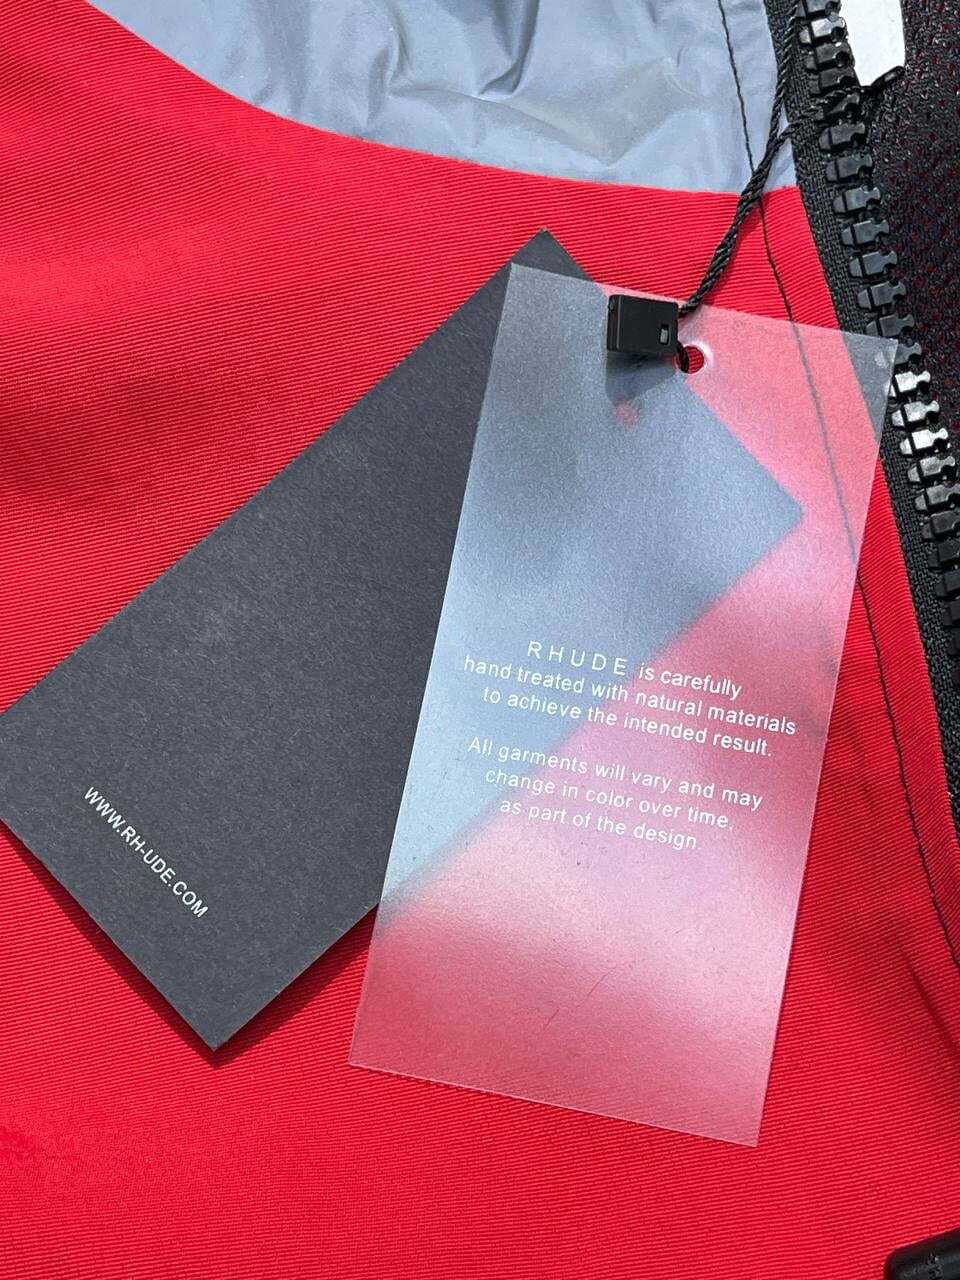 WWW.RH-UDE.COM
RHUDE is carefully
hand treated with natural materials
to achieve the intended result.
All garments will vary and may
change in color over time,
as part of the design.